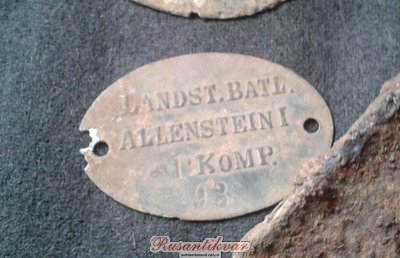 LANDST. BATL.
ALLENSTEIN I
1 KOMP.
Rusantikvar